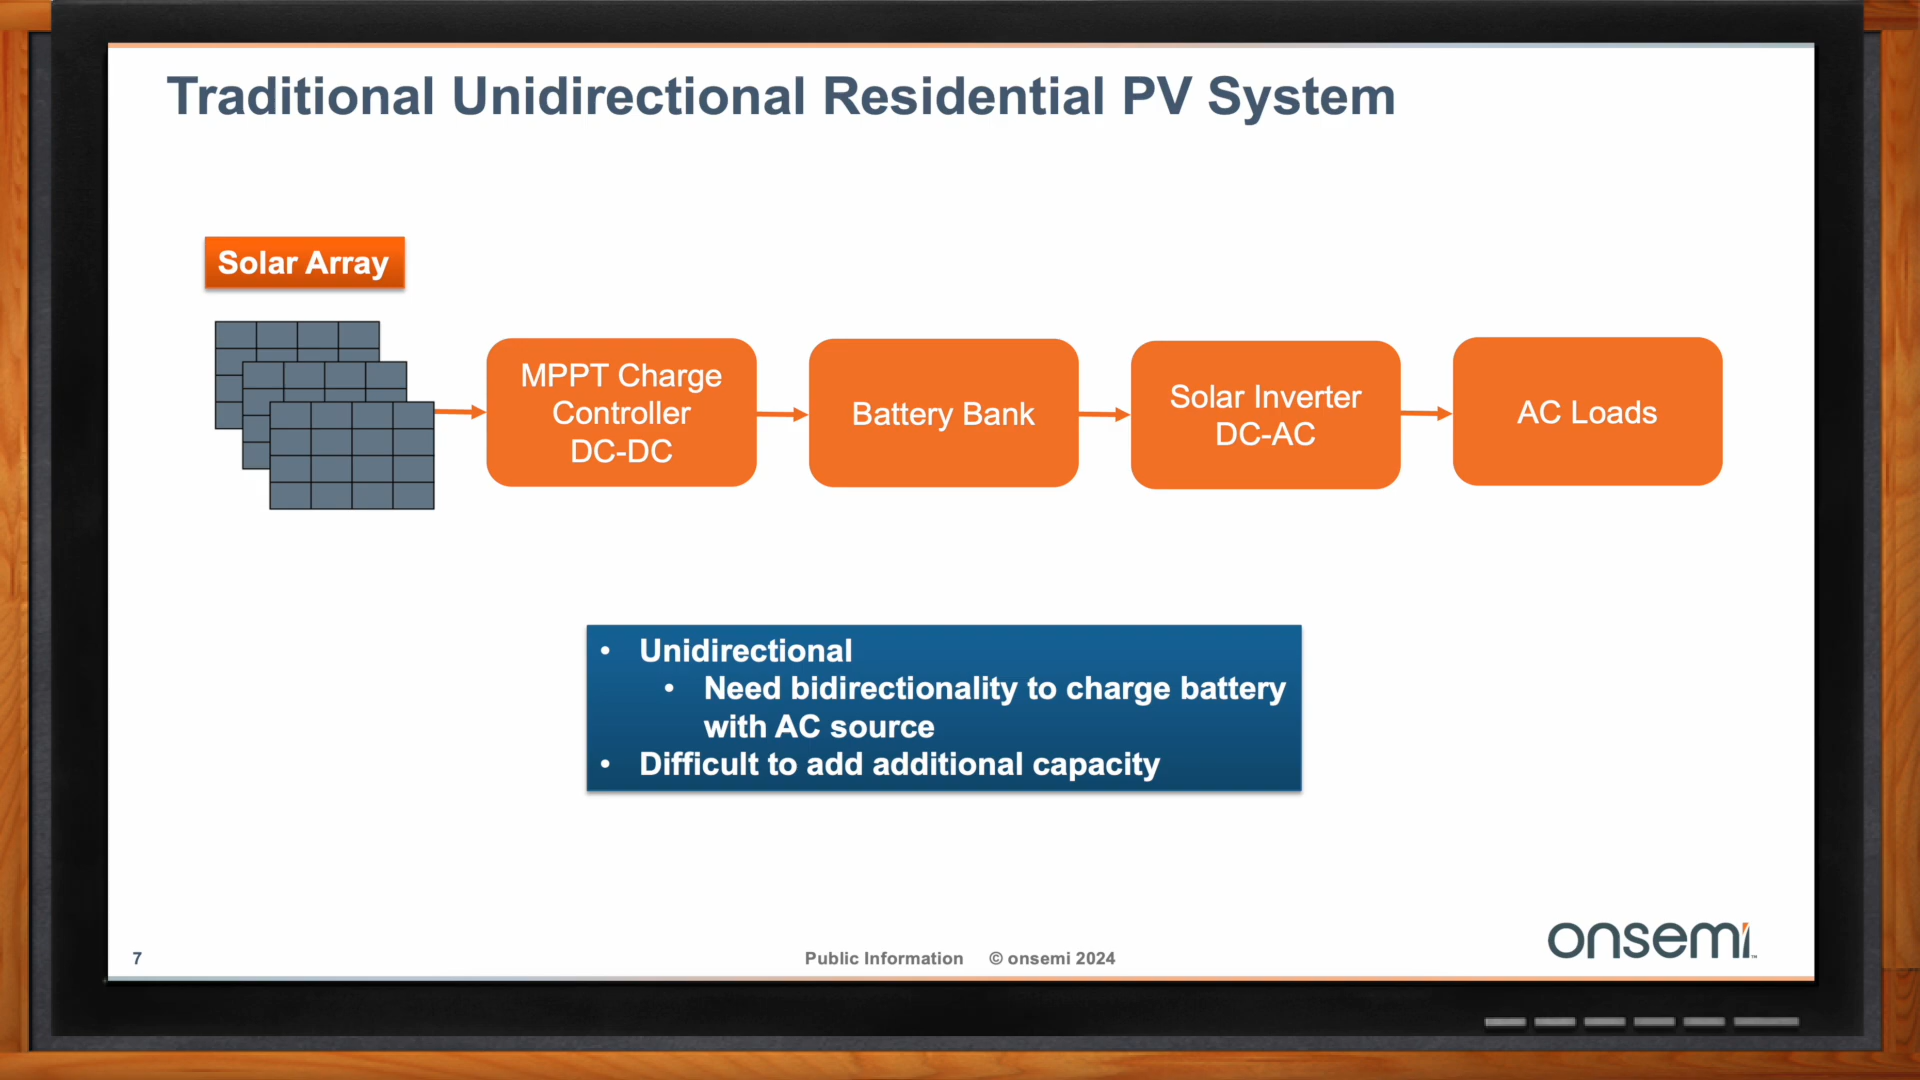 Traditional Unidirectional Residential PV System
Solar Array
MPPT Charge
Controller
DC-DC
Battery Bank
Solar Inverter
DC-AC
AC Loads
• Unidirectional
• Need bidirectionality to charge battery
with AC source
• Difficult to add additional capacity
7
Public Information © onsemi 2024
onsemi™